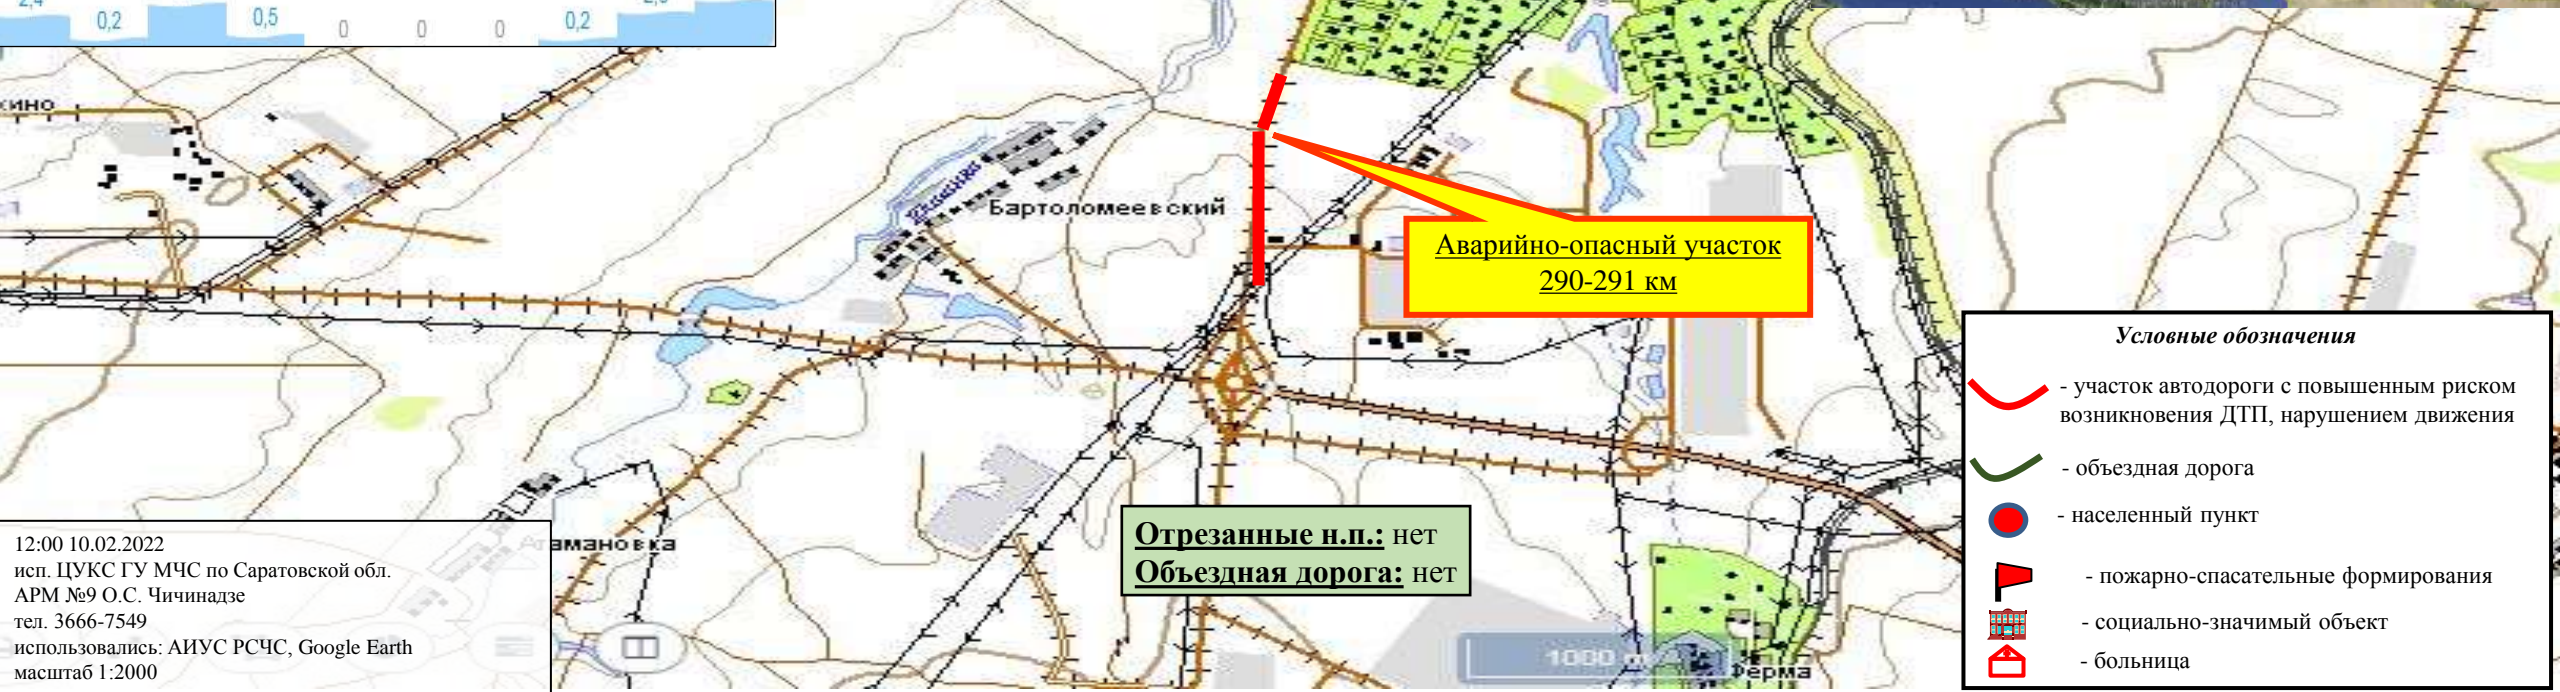 0,2
0,5
0
0
0
0,2
кино
Бартоломеевский
Аварийно-опасный участок
290-291 км
Условные обозначения
- участок автодороги с повышенным риском
возникновения ДТП, нарушением движения
- объездная дорога
- населенный пункт
- пожарно-спасательные формирования
- социально-значимый объект
- больница
Отрезанные н.п.: нет
Объездная дорога: нет
Атамановка
12:00 10.02.2022
исп. ЦУКС ГУ МЧС по Саратовской обл.
АРМ №9 О.С. Чичинадзе
тел. 3666-7549
использовались: АИУС РСЧС, Google Earth
масштаб 1:2000
1000 m
Ферма